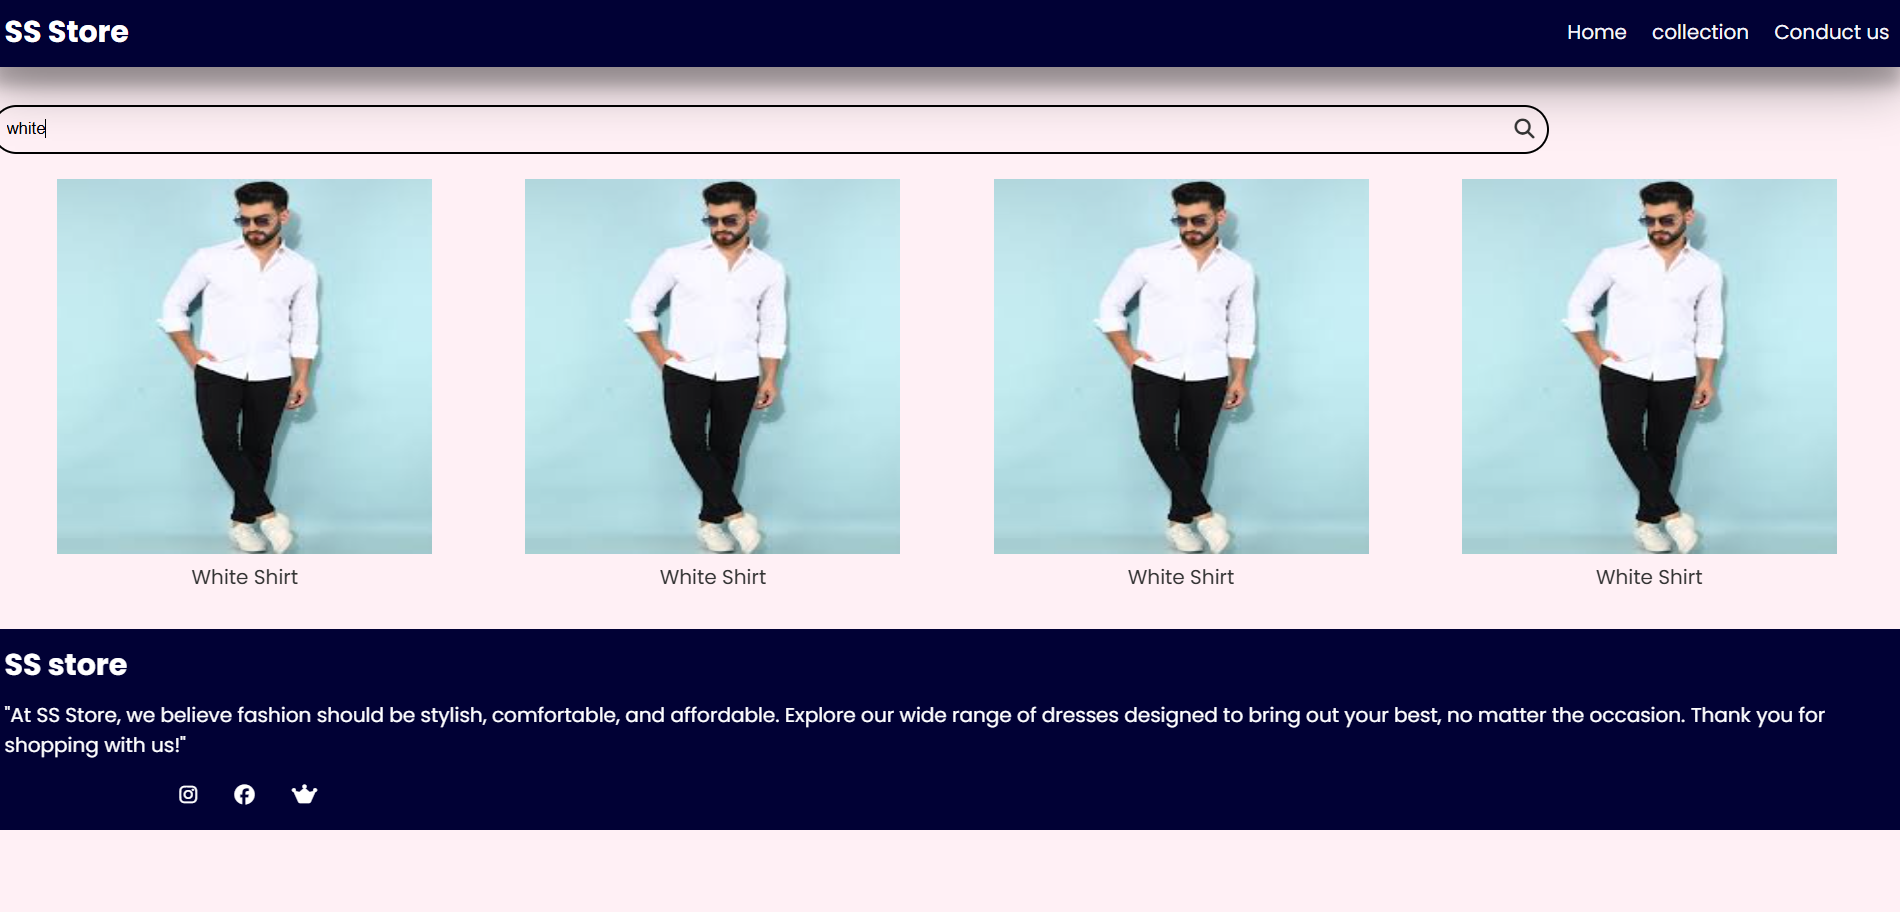 SS Store
Home collection Conduct us
white
White Shirt White Shirt White Shirt White Shirt
SS store
"At SS Store, we believe fashion should be stylish, comfortable, and affordable. Explore our wide range of dresses designed to bring out your best, no matter the occasion. Thank you for
shopping with us!"